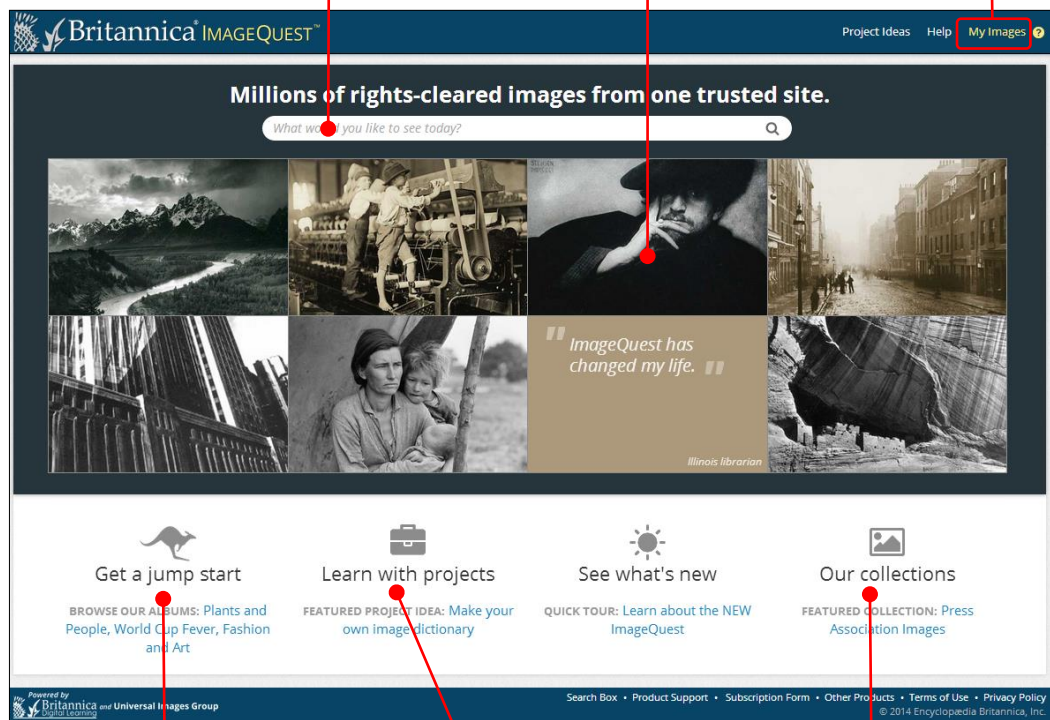 Britannica® IMAGEQUEST™
Project Ideas Help My Images ?
Millions of rights-cleared images from one trusted site.
What would you like to see today?
" ImageQuest has
changed my life. "
Illinois librarian
Get a jump start
BROWSE OUR ALBUMS: Plants and
People, World Cup Fever, Fashion
and Art
Learn with projects
FEATURED PROJECT IDEA: Make your
own image dictionary
See what's new
QUICK TOUR: Learn about the NEW
ImageQuest
Our collections
FEATURED COLLECTION: Press
Association Images
Powered by
Britannica and Universal Images Group
Digital Learning
Search Box • Product Support • Subscription Form • Other Products • Terms of Use • Privacy Policy
© 2014 Encyclopædia Britannica, Inc.